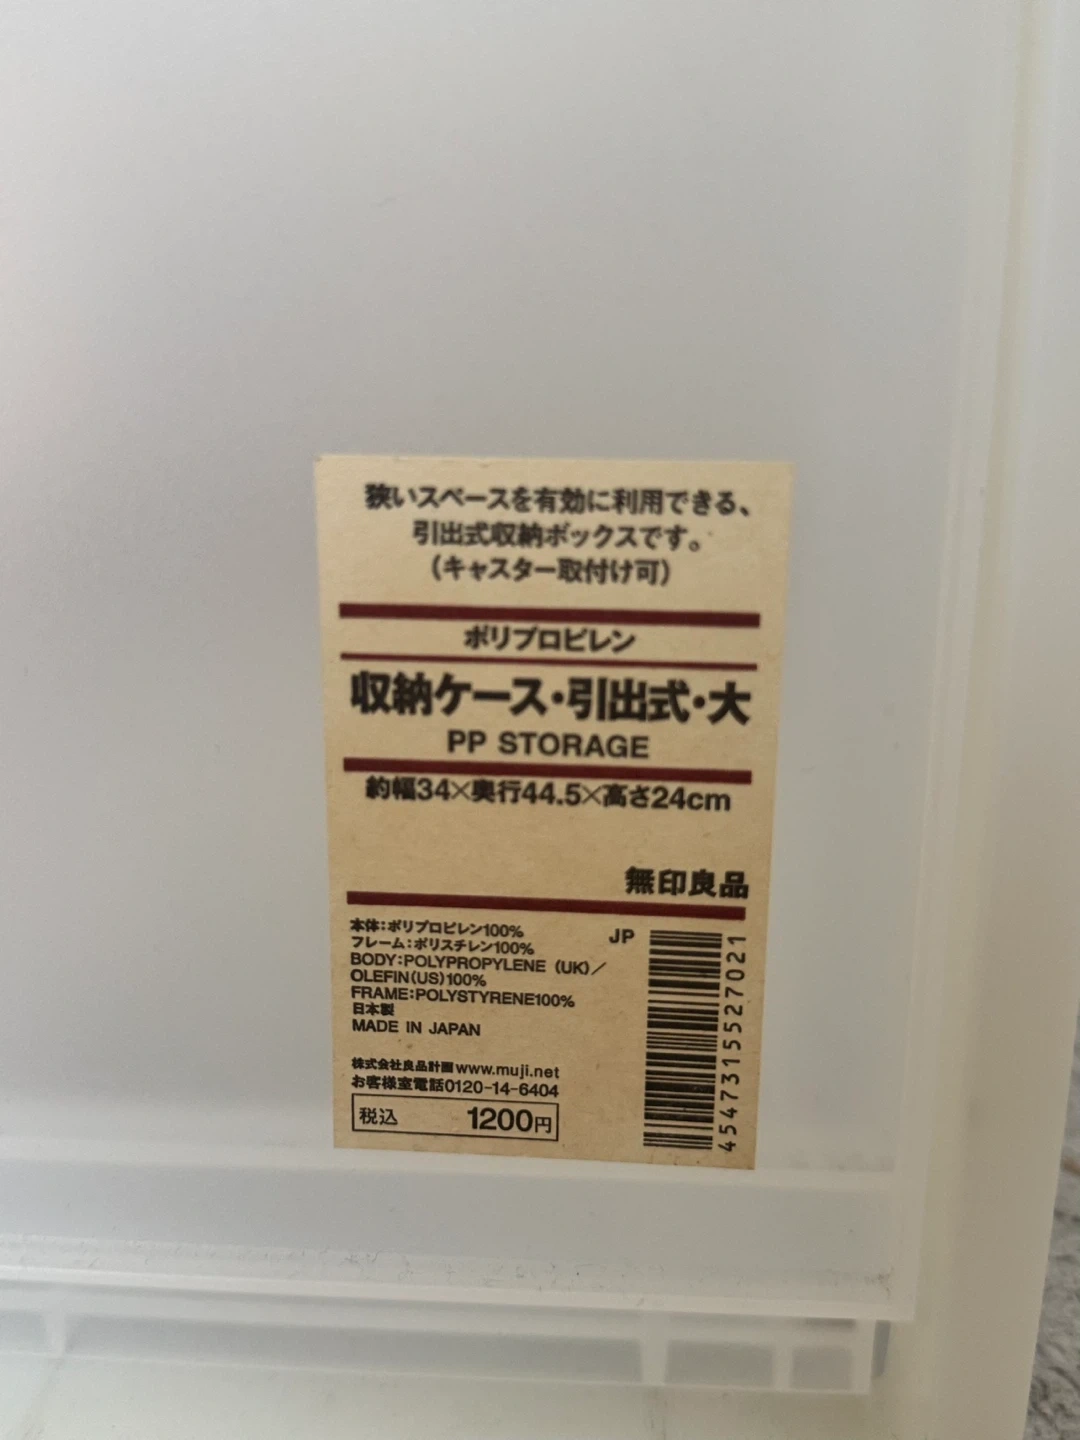 狭いスペースを有効に利用できる、
引出式収納ボックスです。
(キャスター取付け可)
ポリプロピレン
収納ケース・引出式・大
PP STORAGE
約幅34×奥行44.5×高さ24cm
無印良品
本体:ポリプロピレン100%
フレーム:ポリスチレン100%
BODY:POLYPROPYLENE (UK)/
OLEFIN(US)100%
FRAME:POLYSTYRENE100%
日本製
MADE IN JAPAN
株式会社良品計画 www.muji.net
お客様室電話0120-14-6404
税込 1200円
JP
4547315527021